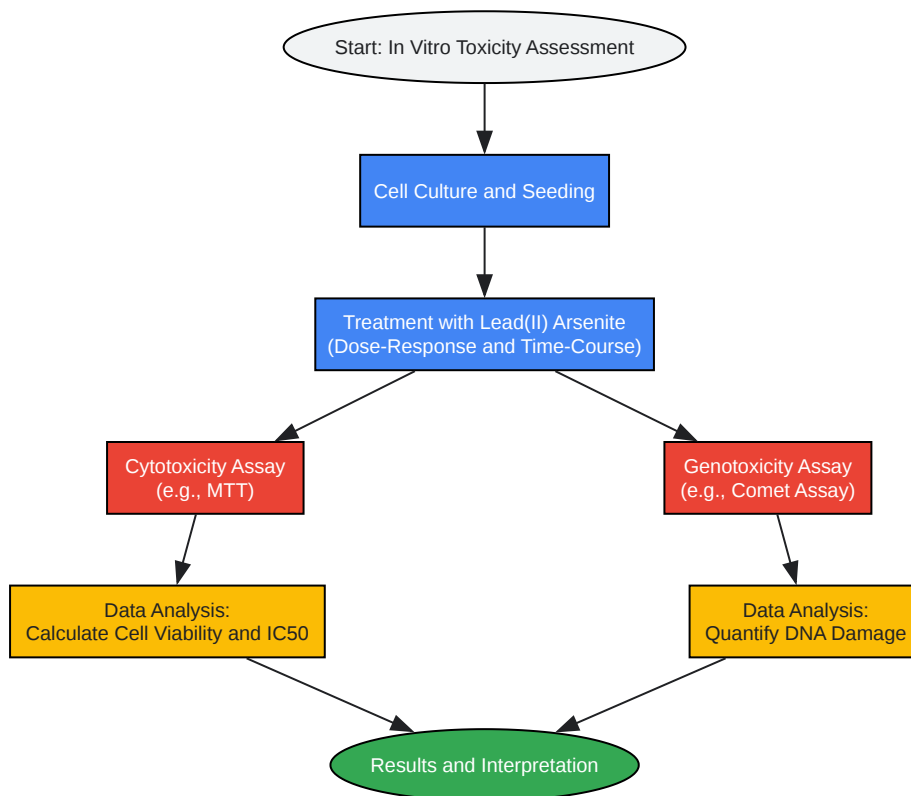 Start: In Vitro Toxicity Assessment
Cell Culture and Seeding
Treatment with Lead(II) Arsenite
(Dose-Response and Time-Course)
Cytotoxicity Assay
(e.g., MTT)
Genotoxicity Assay
(e.g., Comet Assay)
Data Analysis:
Calculate Cell Viability and IC50
Data Analysis:
Quantify DNA Damage
Results and Interpretation